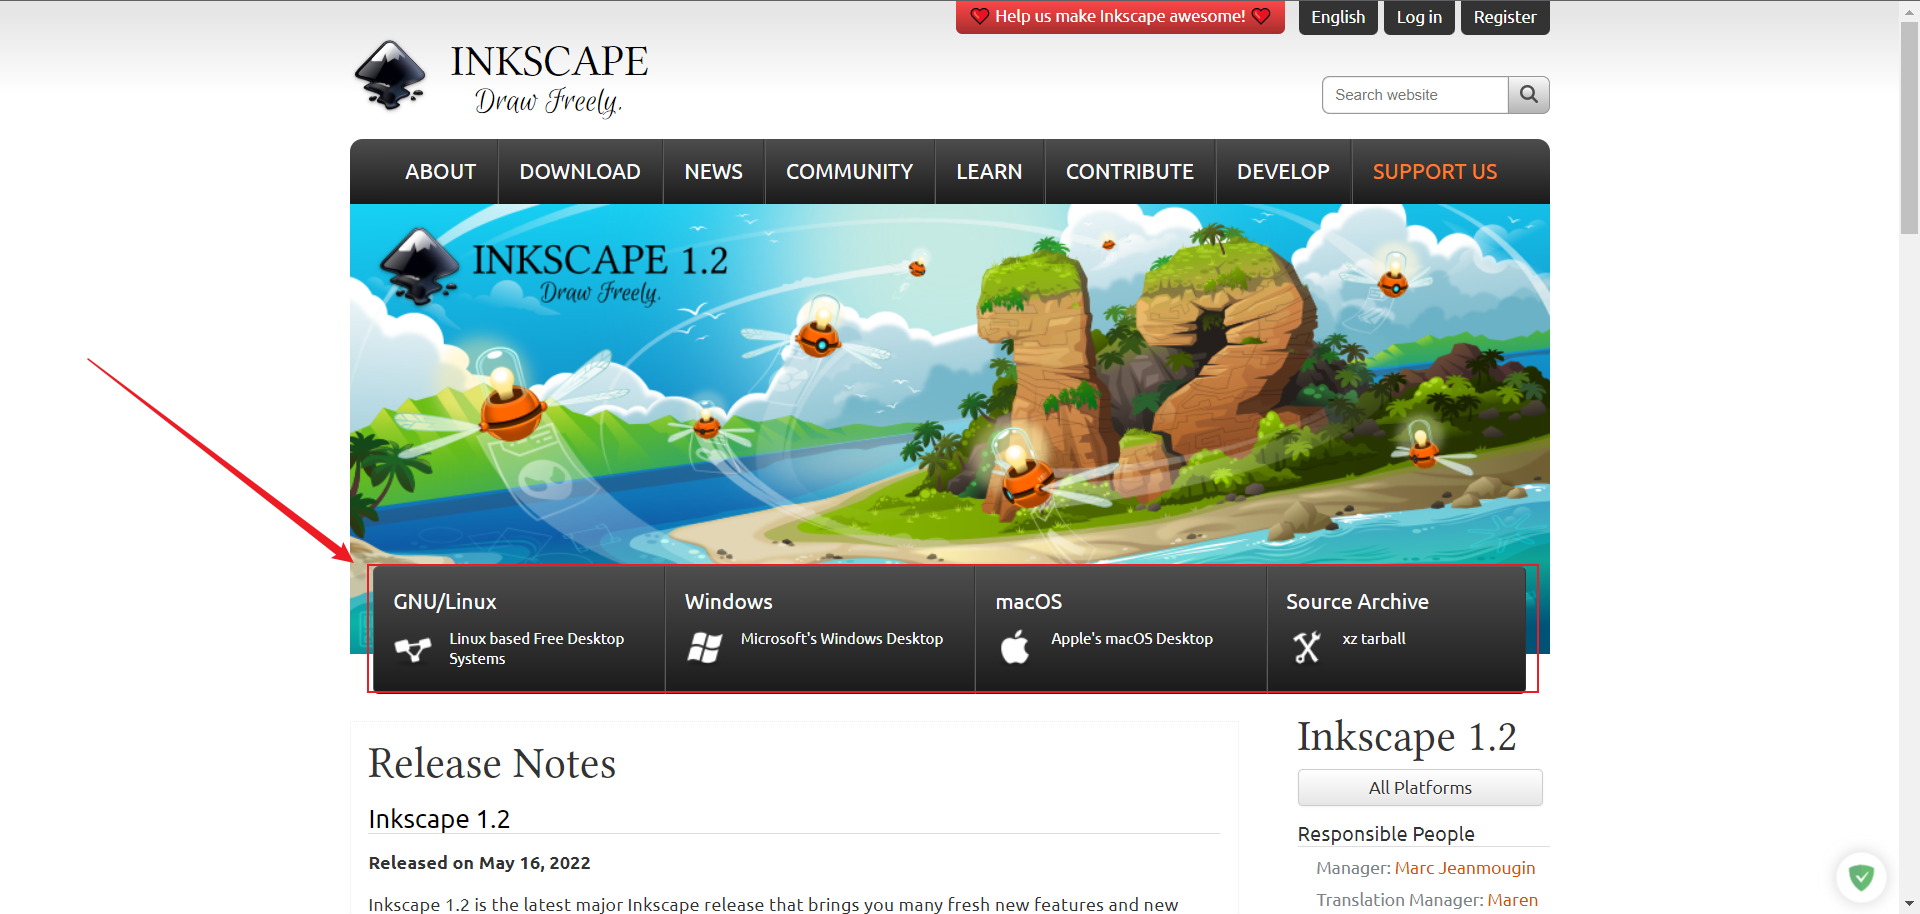 Help us make Inkscape awesome!
English
Log in
Register
INKSCAPE
Draw Freely.
Search website
ABOUT
DOWNLOAD
NEWS
COMMUNITY
LEARN
CONTRIBUTE
DEVELOP
SUPPORT US
INKSCAPE 1.2
Draw Freely.
GNU/Linux
Linux based Free Desktop
Systems
Windows
Microsoft's Windows Desktop
macOS
Apple's macOS Desktop
Source Archive
xz tarball
Release Notes
Inkscape 1.2
Released on May 16, 2022
Inkscape 1.2 is the latest major Inkscape release that brings you many fresh new features and new
Inkscape 1.2
All Platforms
Responsible People
Manager: Marc Jeanmougin
Translation Manager: Maren